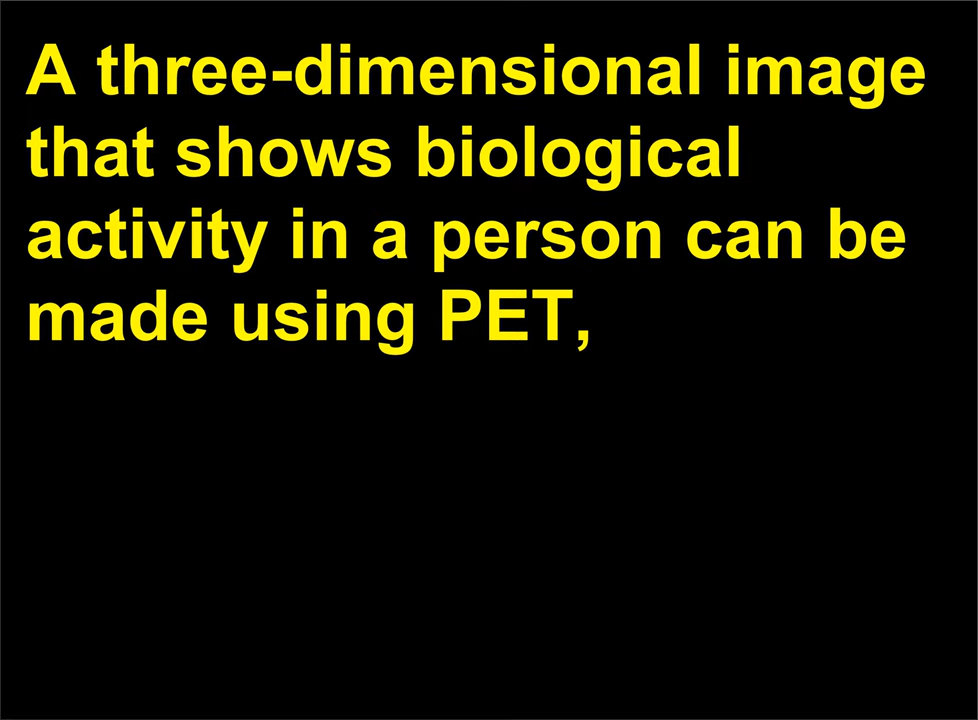 A three-dimensional image
that shows biological
activity in a person can be
made using PET,